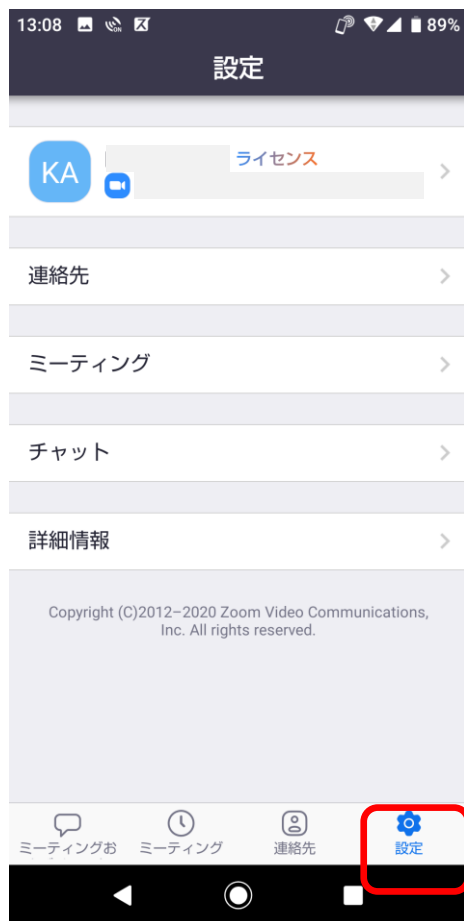 13:08
89%
設定
KA
ライセンス
連絡先
ミーティング
チャット
詳細情報
Copyright (C)2012–2020 Zoom Video Communications,
Inc. All rights reserved.
ミーティングお ミーティング 連絡先 設定